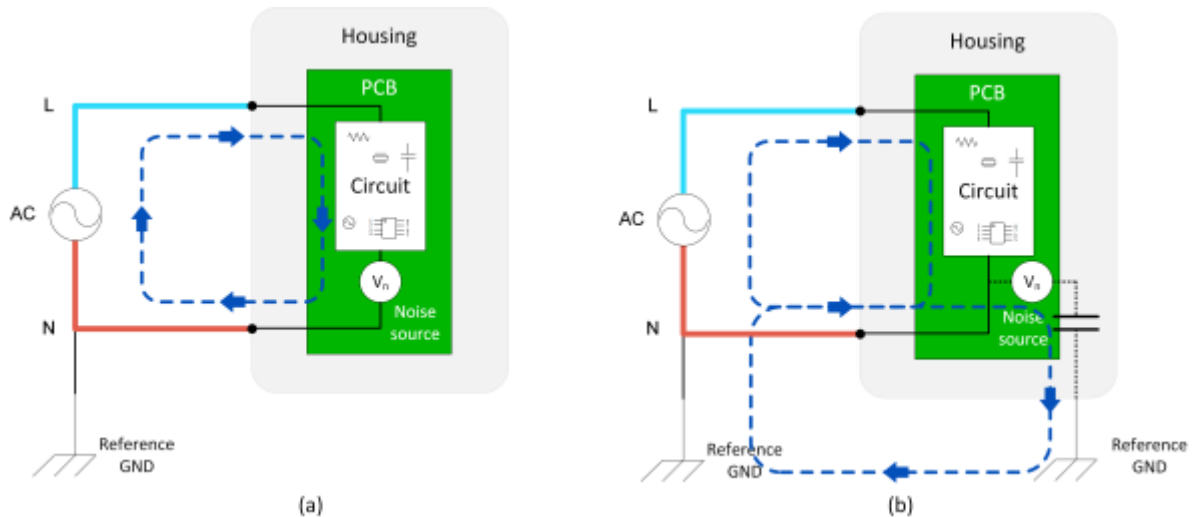 Housing
PCB
L
Circuit
AC
Vn
N
Noise
source
Reference
GND
(a)
Housing
PCB
L
Circuit
AC
Vn
N
Noise
source
Reference
GND
Reference
GND
(b)